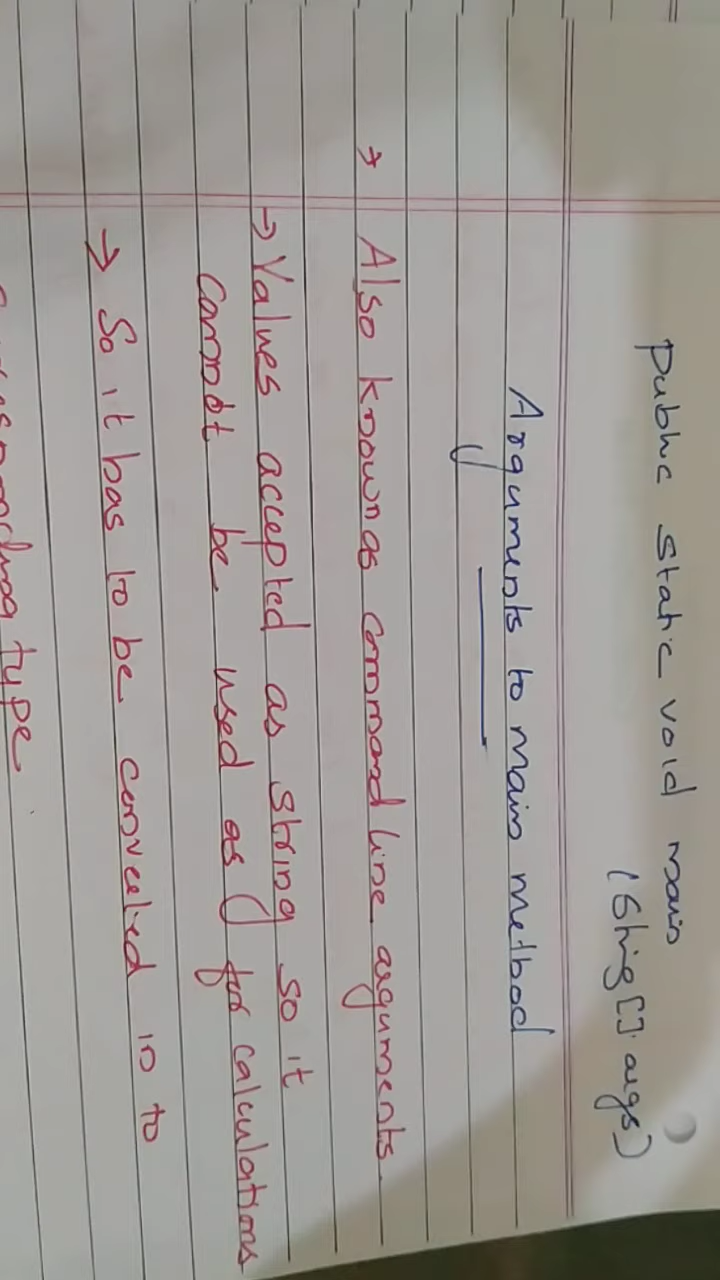 public static void main
(String[] args)
Arguments to main method
* Also known as command line arguments.
→ Values accepted as string so it
cannot be used as for calculations
→ So it has to be converted in to
type